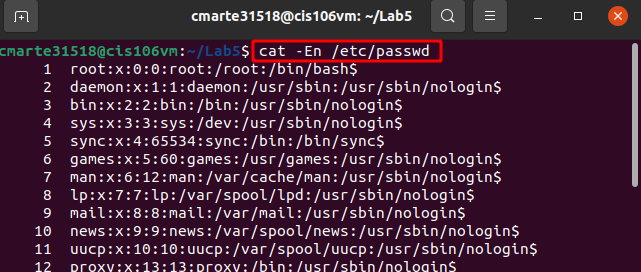 cmarte31518@cis106vm: ~/Lab5
cmarte31518@cis106vm:~/Lab5$ cat -En /etc/passwd
1 root:x:0:0:root:/root:/bin/bash$
2 daemon:x:1:1:daemon:/usr/sbin:/usr/sbin/nologin$
3 bin:x:2:2:bin:/bin:/usr/sbin/nologin$
4 sys:x:3:3:sys:/dev:/usr/sbin/nologin$
5 sync:x:4:65534:sync:/bin:/bin/sync$
6 games:x:5:60:games:/usr/games:/usr/sbin/nologin$
7 man:x:6:12:man:/var/cache/man:/usr/sbin/nologin$
8 lp:x:7:7:lp:/var/spool/lpd:/usr/sbin/nologin$
9 mail:x:8:8:mail:/var/mail:/usr/sbin/nologin$
10 news:x:9:9:news:/var/spool/news:/usr/sbin/nologin$
11 uucp:x:10:10:uucp:/var/spool/uucp:/usr/sbin/nologin$
12 proxy:x:13:13:proxy:/bin:/usr/sbin/nologin$